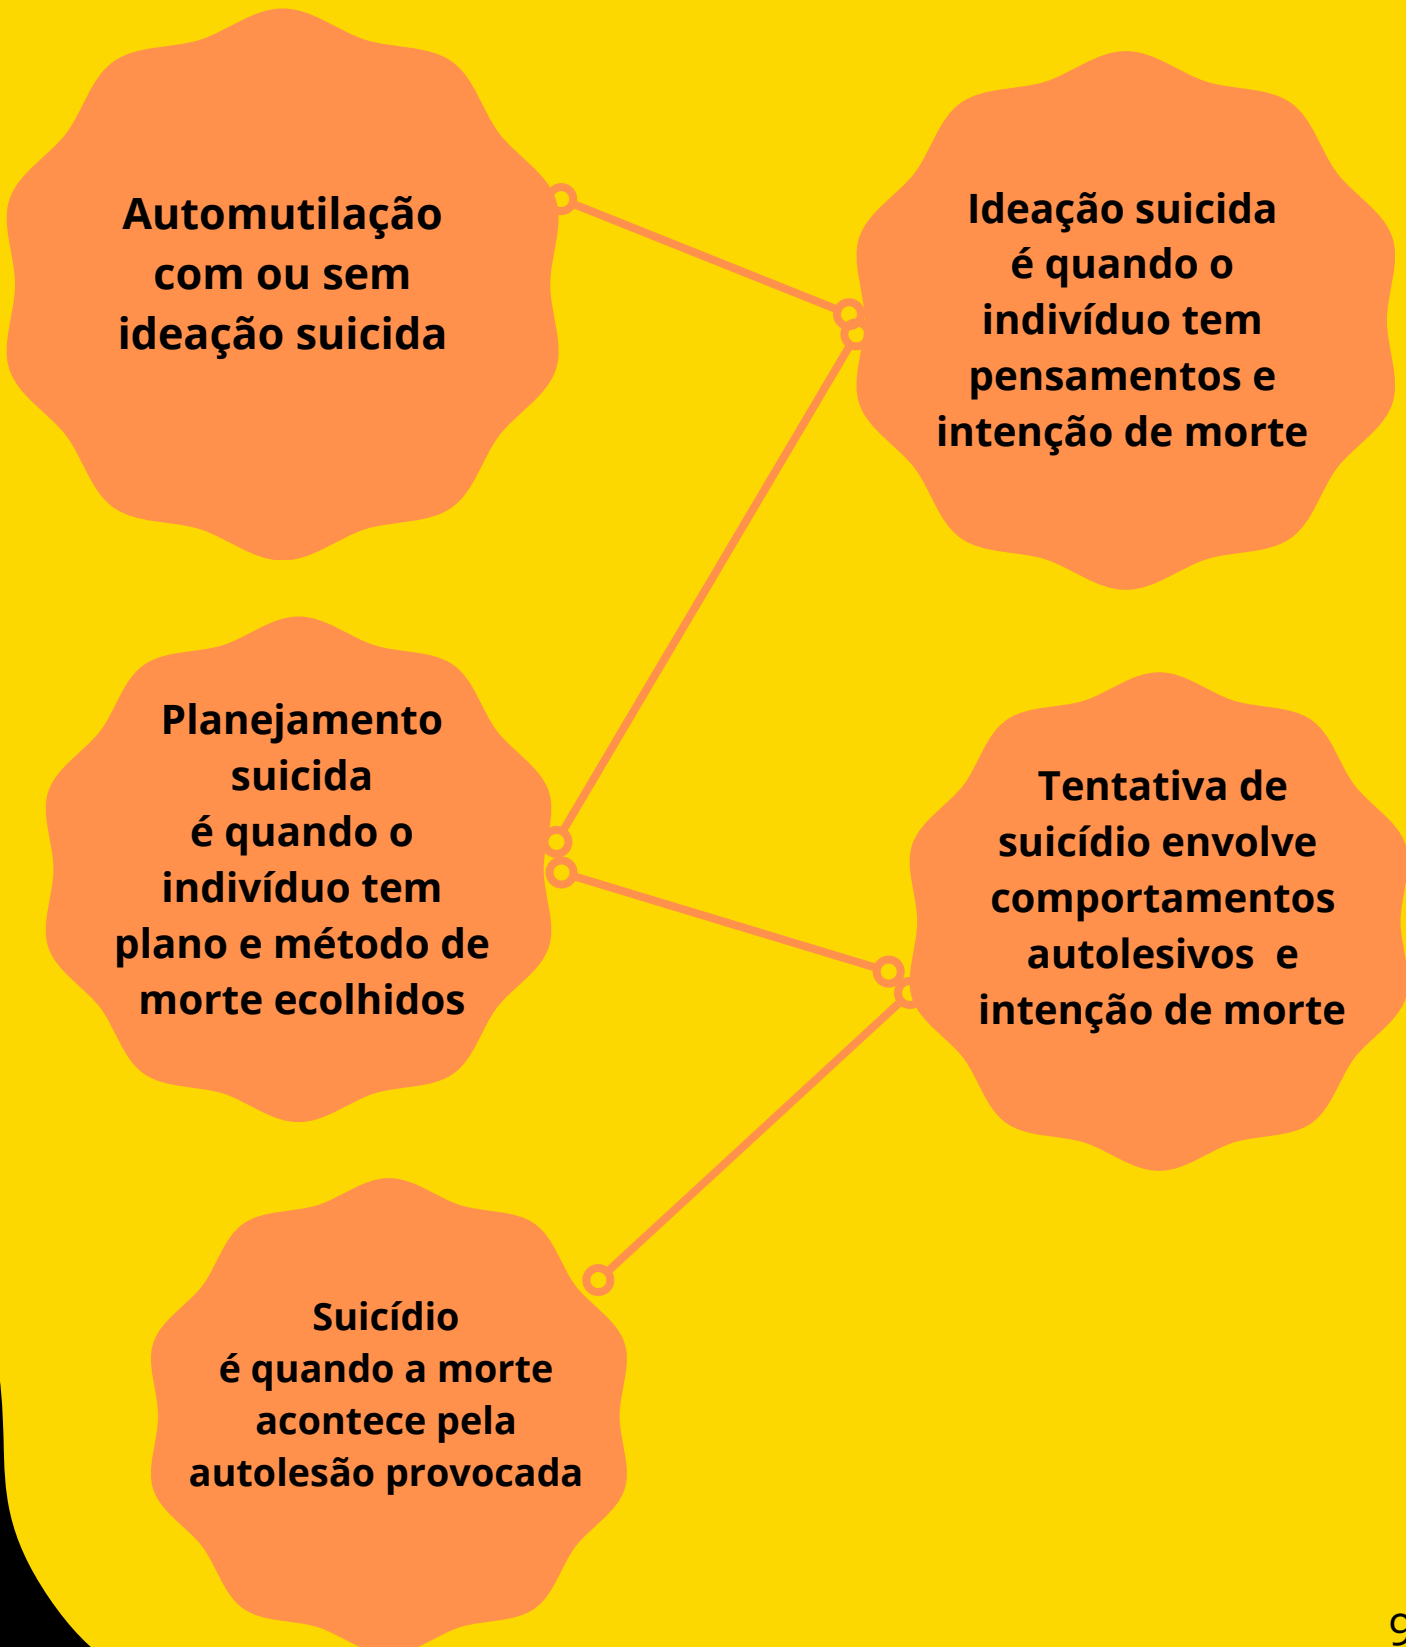 Automutilação
com ou sem
ideação suicida
Ideação suicida
é quando o
indivíduo tem
pensamentos e
intenção de morte
Planejamento
suicida
é quando o
indivíduo tem
plano e método de
morte ecolhidos
Tentativa de
suicídio envolve
comportamentos
autolesivos  e
intenção de morte
Suicídio
é quando a morte
acontece pela
autolesão provocada
9